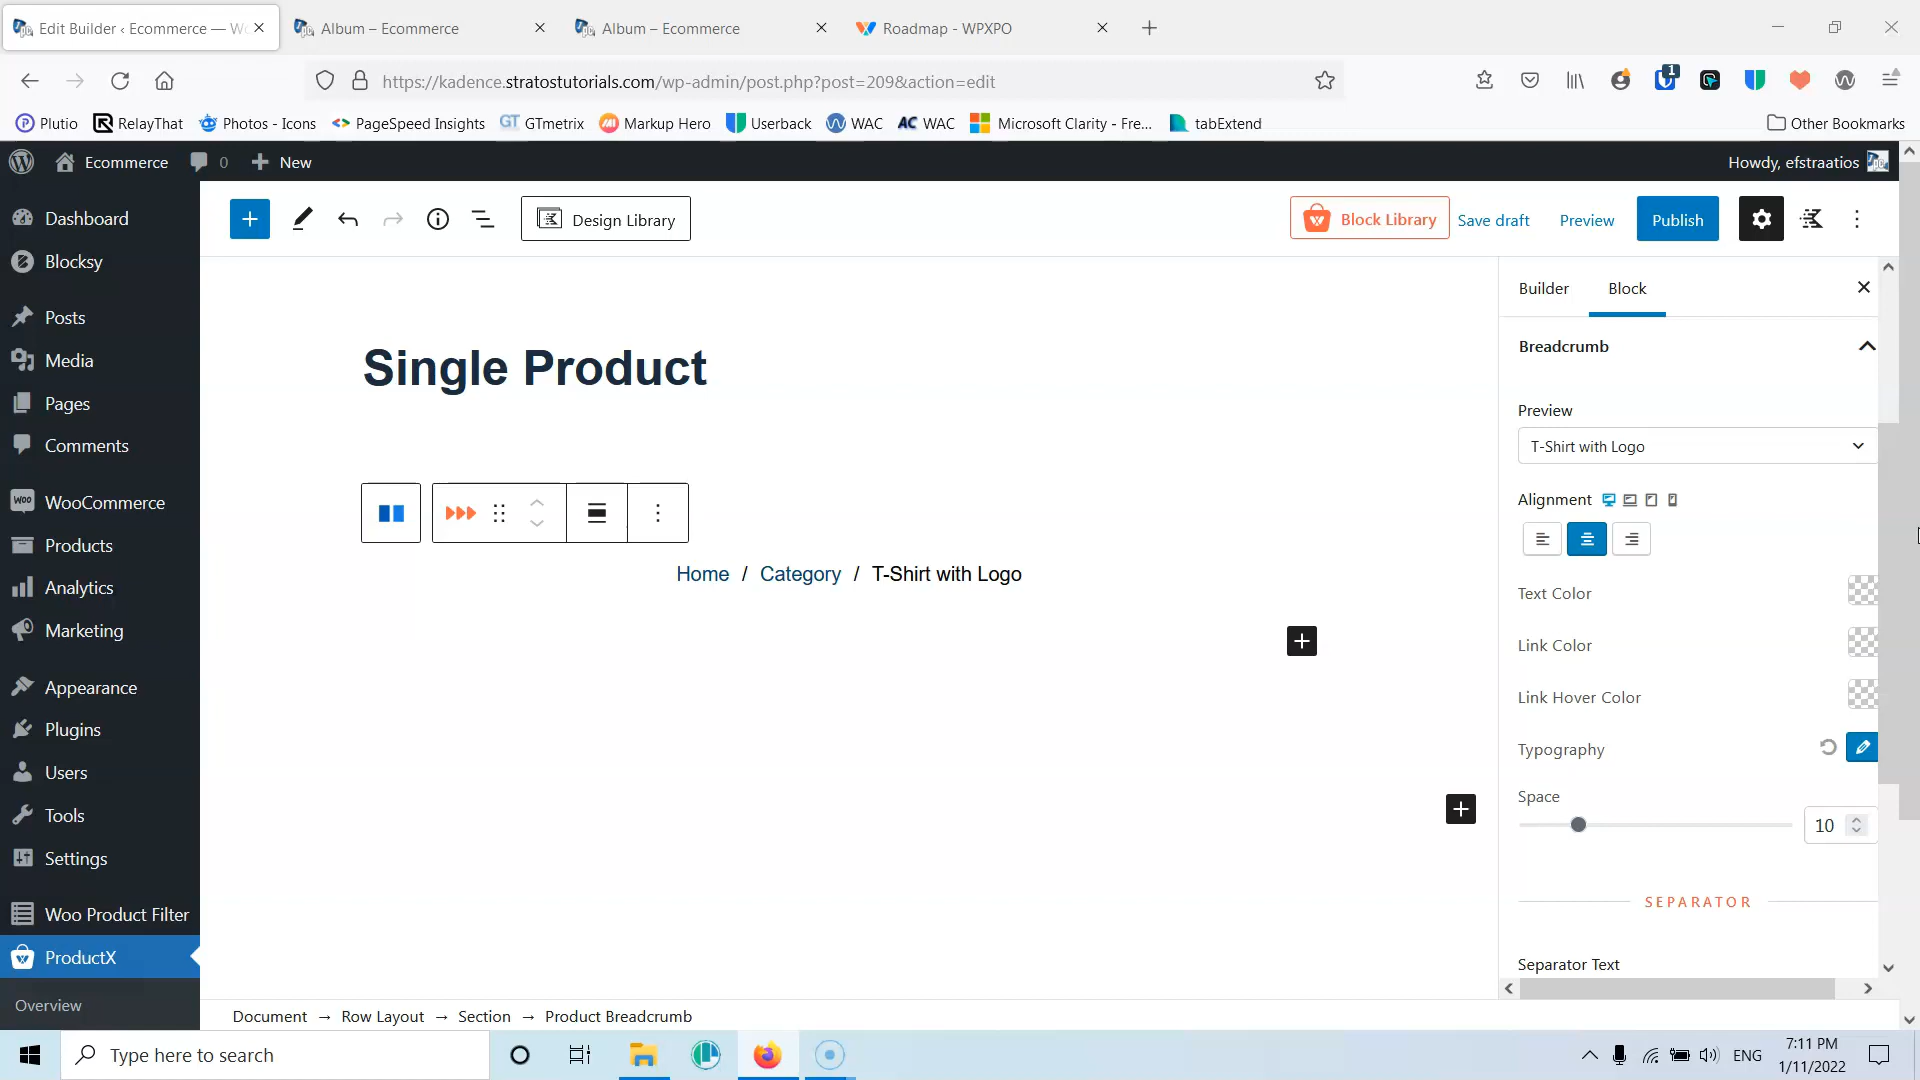 Edit Builder ‹ Ecommerce — Wo
Album – Ecommerce
Album – Ecommerce
Roadmap - WPXPO
https://kadence.stratostutorials.com/wp-admin/post.php?post=209&action=edit
1
Plutio
RelayThat
Photos - Icons
PageSpeed Insights
GT GTmetrix
Markup Hero
Userback
WAC
AC WAC
Microsoft Clarity - Fre...
tabExtend
Other Bookmarks
Ecommerce
0
New
Howdy, efstraatios
Dashboard
Blocksy
Posts
Media
Pages
Comments
WooCommerce
Products
Analytics
Marketing
Appearance
Plugins
Users
Tools
Settings
Woo Product Filter
ProductX
Overview
Design Library
Block Library
Save draft
Preview
Publish
Single Product
Home / Category / T-Shirt with Logo
Builder
Block
Breadcrumb
Preview
T-Shirt with Logo
Alignment
Text Color
Link Color
Link Hover Color
Typography
Space
10
SEPARATOR
Separator Text
Document → Row Layout → Section → Product Breadcrumb
Type here to search
ENG
7:11 PM
1/11/2022